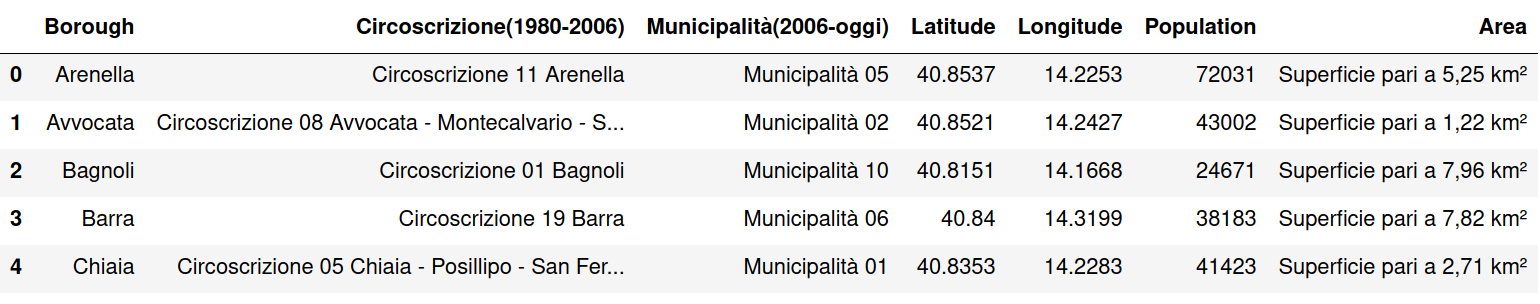 Borough Circoscrizione(1980-2006) Municipalità(2006-oggi) Latitude Longitude Population Area
0 Arenella Circoscrizione 11 Arenella Municipalità 05 40.8537 14.2253 72031 Superficie pari a 5,25 km²
1 Avvocata Circoscrizione 08 Avvocata - Montecalvario - S... Municipalità 02 40.8521 14.2427 43002 Superficie pari a 1,22 km²
2 Bagnoli Circoscrizione 01 Bagnoli Municipalità 10 40.8151 14.1668 24671 Superficie pari a 7,96 km²
3 Barra Circoscrizione 19 Barra Municipalità 06 40.84 14.3199 38183 Superficie pari a 7,82 km²
4 Chiaia Circoscrizione 05 Chiaia - Posillipo - San Fer... Municipalità 01 40.8353 14.2283 41423 Superficie pari a 2,71 km²